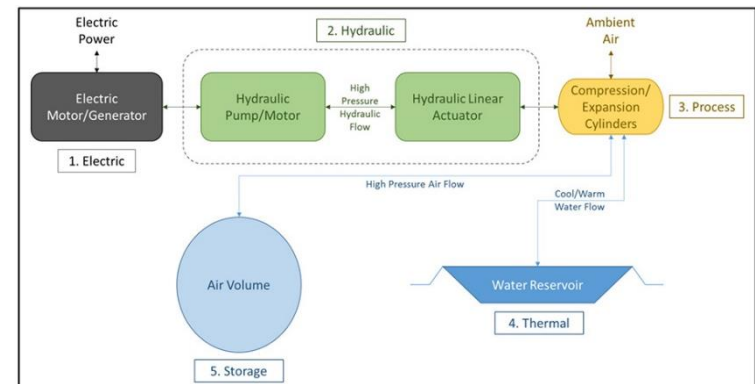 Electric
Power
2. Hydraulic
Ambient
Air
Electric
Motor/Generator
Hydraulic
Pump/Motor
High
Pressure
Hydraulic
Flow
Hydraulic Linear
Actuator
Compression/
Expansion
Cylinders
3. Process
1. Electric
High Pressure Air Flow
Cool/Warm
Water Flow
Air Volume
Water Reservoir
4. Thermal
5. Storage